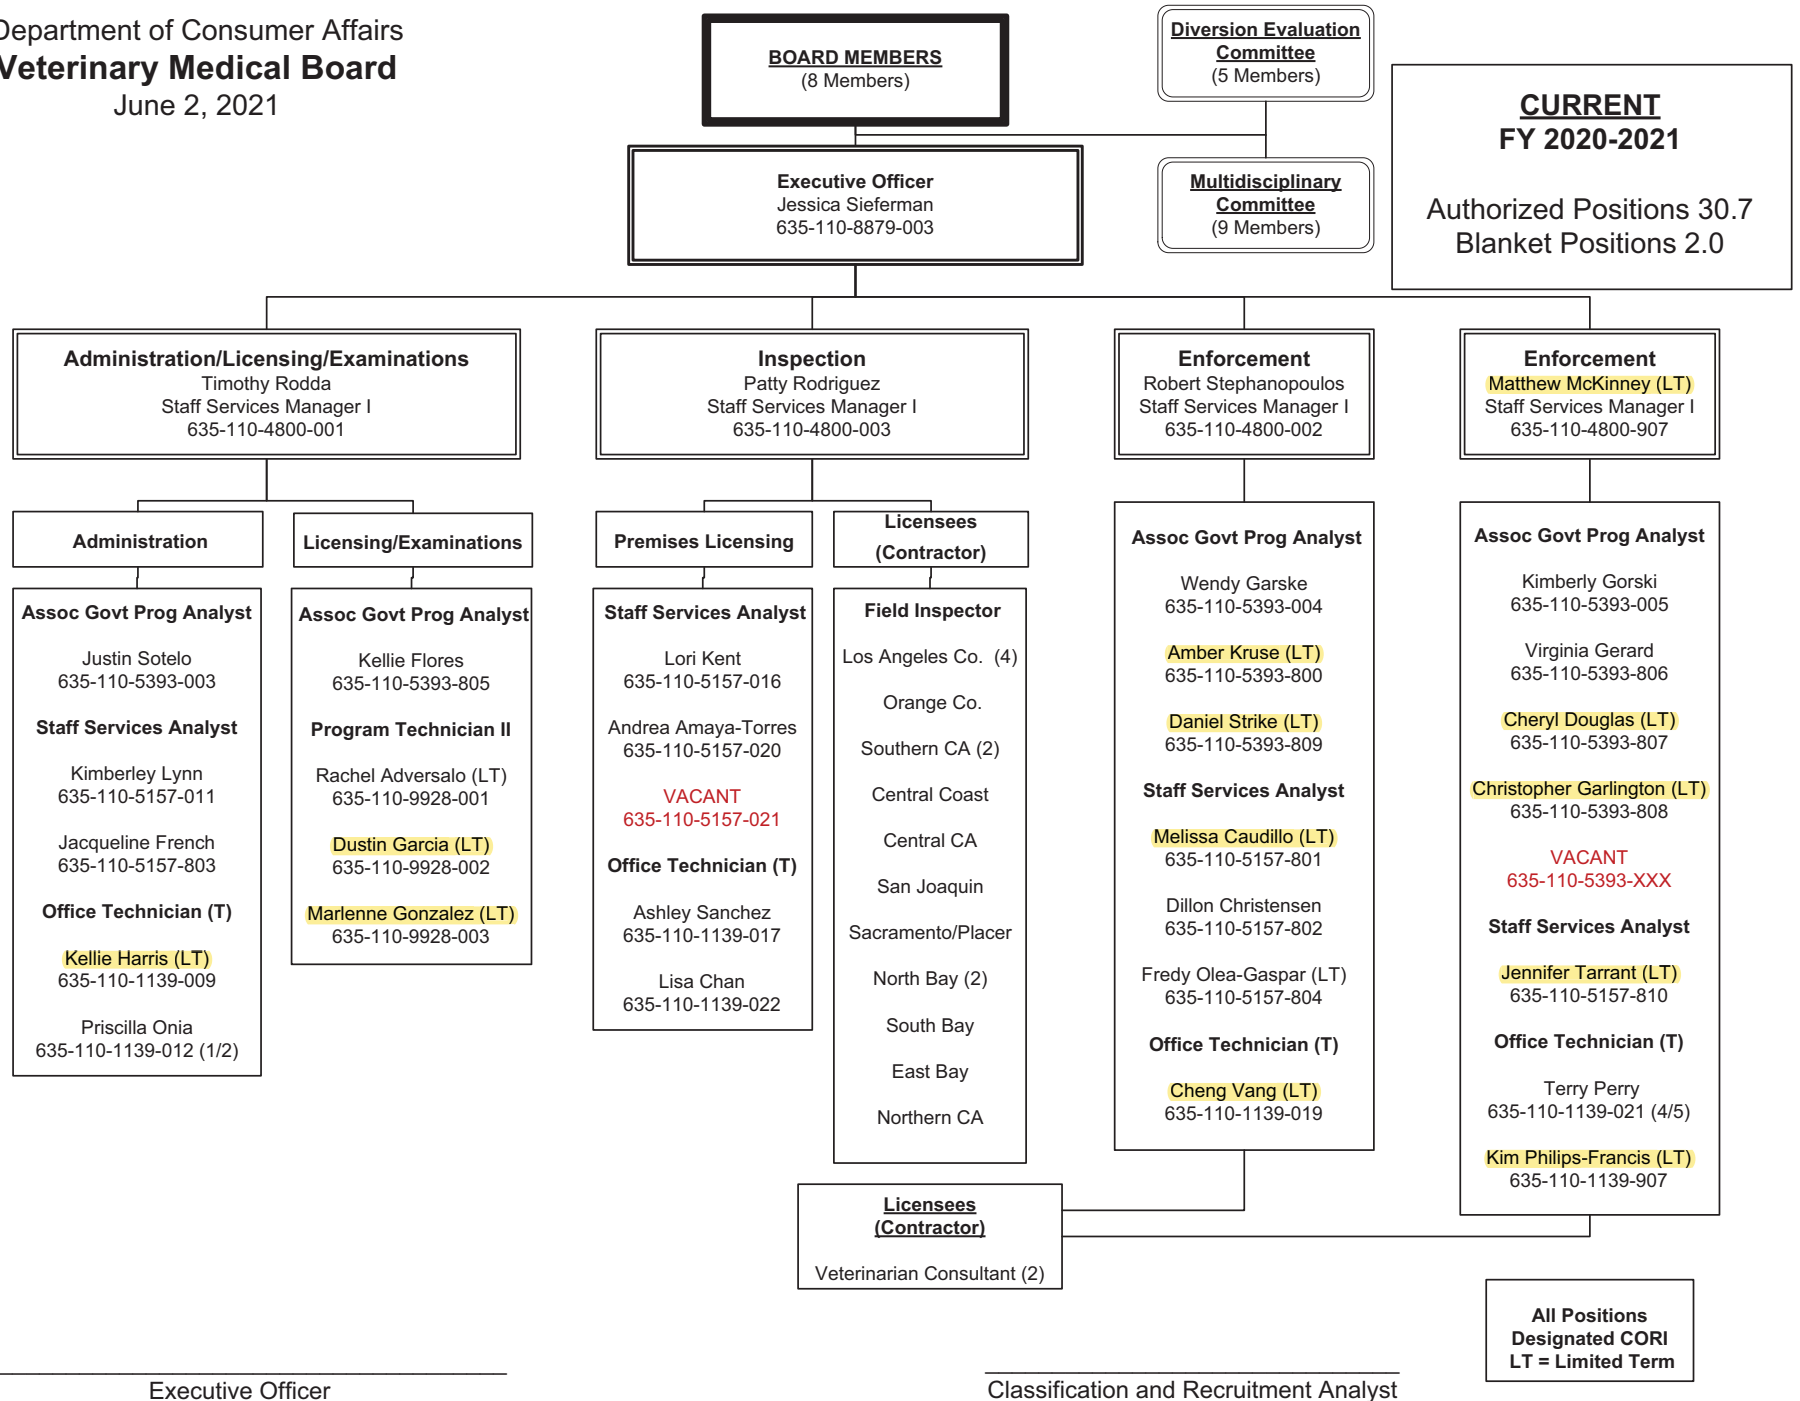 Department of Consumer Affairs
Veterinary Medical Board
June 2, 2021
BOARD MEMBERS
(8 Members)
Diversion Evaluation
Committee
(5 Members)
Multidisciplinary
Committee
(9 Members)
CURRENT
FY 2020-2021
Authorized Positions 30.7
Blanket Positions 2.0
Executive Officer
Jessica Sieferman
635-110-8879-003
Administration/Licensing/Examinations
Timothy Rodda
Staff Services Manager I
635-110-4800-001
Inspection
Patty Rodriguez
Staff Services Manager I
635-110-4800-003
Enforcement
Robert Stephanopoulos
Staff Services Manager I
635-110-4800-002
Enforcement
Matthew McKinney (LT)
Staff Services Manager I
635-110-4800-907
Administration
Assoc Govt Prog Analyst
Justin Sotelo
635-110-5393-003
Staff Services Analyst
Kimberley Lynn
635-110-5157-011
Jacqueline French
635-110-5157-803
Office Technician (T)
Kellie Harris (LT)
635-110-1139-009
Priscilla Onia
635-110-1139-012 (1/2)
Licensing/Examinations
Assoc Govt Prog Analyst
Kellie Flores
635-110-5393-805
Program Technician II
Rachel Adversalo (LT)
635-110-9928-001
Dustin Garcia (LT)
635-110-9928-002
Marlenne Gonzalez (LT)
635-110-9928-003
Premises Licensing
Staff Services Analyst
Lori Kent
635-110-5157-016
Andrea Amaya-Torres
635-110-5157-020
VACANT
635-110-5157-021
Office Technician (T)
Ashley Sanchez
635-110-1139-017
Lisa Chan
635-110-1139-022
Licensees
(Contractor)
Field Inspector
Los Angeles Co. (4)
Orange Co.
Southern CA (2)
Central Coast
Central CA
San Joaquin
Sacramento/Placer
North Bay (2)
South Bay
East Bay
Northern CA
Assoc Govt Prog Analyst
Wendy Garske
635-110-5393-004
Amber Kruse (LT)
635-110-5393-800
Daniel Strike (LT)
635-110-5393-809
Staff Services Analyst
Melissa Caudillo (LT)
635-110-5157-801
Dillon Christensen
635-110-5157-802
Fredy Olea-Gaspar (LT)
635-110-5157-804
Office Technician (T)
Cheng Vang (LT)
635-110-1139-019
Assoc Govt Prog Analyst
Kimberly Gorski
635-110-5393-005
Virginia Gerard
635-110-5393-806
Cheryl Douglas (LT)
635-110-5393-807
Christopher Garlington (LT)
635-110-5393-808
VACANT
635-110-5393-XXX
Staff Services Analyst
Jennifer Tarrant (LT)
635-110-5157-810
Office Technician (T)
Terry Perry
635-110-1139-021 (4/5)
Kim Philips-Francis (LT)
635-110-1139-907
Licensees
(Contractor)
Veterinarian Consultant (2)
All Positions
Designated CORI
LT = Limited Term
Executive Officer
Classification and Recruitment Analyst